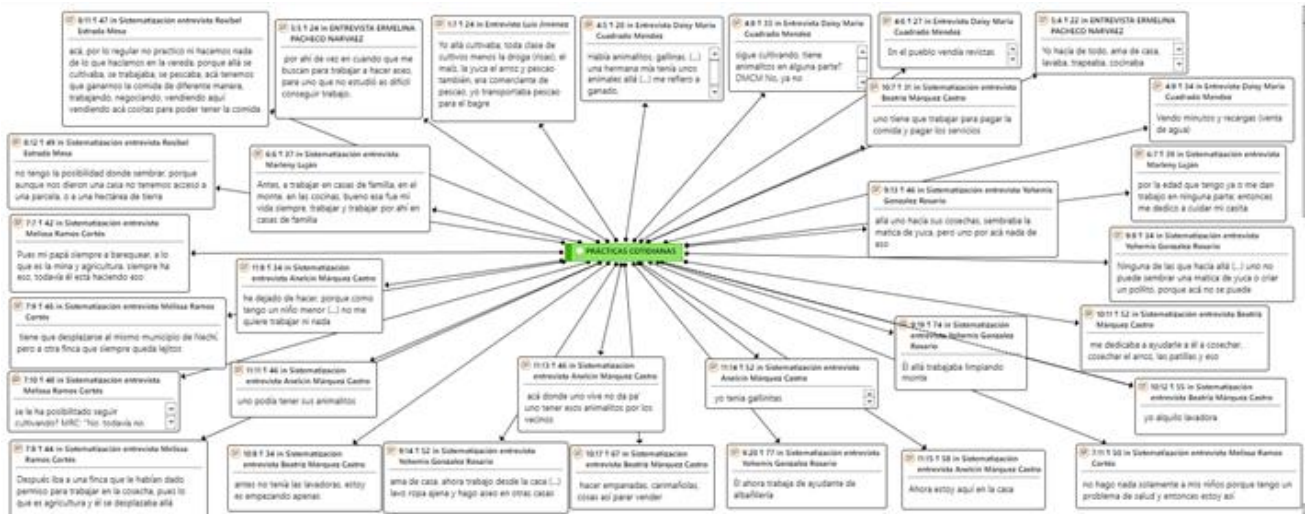 8:11 ¶ 47 in Sistematización entrevista Rosibel
Estrada Mesa
acá, por lo regular no practico ni hacemos nada
de lo que hacíamos en la vereda, porque allá se
cultivaba, se trabajaba, se pescaba, acá tenemos
que ganarnos la comida de diferente manera,
trabajando, negociando, vendiendo aquí
vendiendo acá cositas para poder tener la comida
5:5 ¶ 24 in ENTREVISTA ERMELINA
PACHECO NARVAEZ
por ahí de vez en cuando que me
buscan para trabajar a hacer aseo,
para uno que no estudió es difícil
conseguir trabajo.
¶ 24 in Entrevista Luis Jimenez
Yo allá cultivaba, toda clase de
cultivos menos la droga (risas), el
maíz, la yuca el arroz y pescao
también, era comerciante de
pescao, yo transportaba pescao
para el bagre
4:5 ¶ 20 in Entrevista Daisy Maria
Cuadrado Mendes
Había animalitos, gallinas, (...)
una hermana mía tenía unos
animales allá (...) me refiero a
ganado.
4:8 ¶ 33 in Entrevista Daisy Maria
Cuadrado Mendes
sigue cultivando, tiene
animalitos en alguna parte?
DMCM No, ya no
4:6 ¶ 27 in Entrevista Daisy Maria
Cuadrado Mendes
En el pueblo vendía revistas
5:4 ¶ 22 in ENTREVISTA ERMELINA
PACHECO NARVAEZ
Yo hacía de todo, ama de casa,
lavaba, trapeaba, cocinaba
10:7 ¶ 31 in Sistematización entrevista
Beatriz Márquez Castro
uno tiene que trabajar para pagar la
comida y pagar los servicios
4:9 ¶ 34 in Entrevista Daisy Maria
Cuadrado Mendes
Vendo minutos y recargas (venta
de agua)
8:12 ¶ 49 in Sistematización entrevista Rosibel
Estrada Mesa
no tengo la posibilidad donde sembrar, porque
aunque nos dieron una casa no tenemos acceso a
una parcela, o a una hectárea de tierra
6:6 ¶ 37 in Sistematización entrevista
Marleny Luján
Antes, a trabajar en casas de familia, en el
monte, en las cocinas, bueno esa fue mi
vida siempre, trabajar y trabajar por ahí en
casas de familia
6:7 ¶ 39 in Sistematización entrevista
Marleny Luján
por la edad que tengo ya o me dan
trabajo en ninguna parte, entonces
me dedico a cuidar mi casita
9:13 ¶ 46 in Sistematización entrevista Yohemis
Gonzalez Rosario
allá uno hacía sus cosechas, sembraba la
matica de yuca, pero uno por acá nada de
eso
7:7 ¶ 42 in Sistematización entrevista
Melissa Ramos Cortés
Pues mi papá siempre a barequear, a lo
que es la mina y agricultura, siempre ha
eso, todavía él está haciendo eso
PRÁCTICAS COTIDIANAS
9:8 ¶ 34 in Sistematización entrevista
Yohemis Gonzalez Rosario
Ninguna de las que hacía allá (...) uno no
puede sembrar una matica de yuca o criar
un pollito, porque acá no se puede
11:8 ¶ 34 in Sistematización
entrevista Anelcin Márquez Castro
he dejado de hacer, porque como
tengo un niño menor (...) no me
quiere trabajar ni nada
7:9 ¶ 46 in Sistematización entrevista Melissa Ramos
Cortés
tiene que desplazarse al mismo municipio de Nechí,
pero a otra finca que siempre queda lejitos
10:11 ¶ 52 in Sistematización entrevista Beatriz
Márquez Castro
me dedicaba a ayudarle a él a cosechar,
cosechar el arroz, las patillas y eso
9:19 ¶ 74 in Sistematización
entrevista Yohemis Gonzalez
Rosario
Él allá trabajaba limpiando
monte
7:10 ¶ 48 in Sistematización entrevista
Melissa Ramos Cortés
se le ha posibilitado seguir
cultivando? MRC: "No, todavía no.
11:11 ¶ 46 in Sistematización
entrevista Anelcin Márquez Castro
uno podía tener sus animalitos
11:13 ¶ 46 in Sistematización
entrevista Anelcin Márquez Castro
acá donde uno vive no da pa'
uno tener esos animalitos por los
vecinos
11:14 ¶ 52 in Sistematización entrevista
Anelcin Márquez Castro
yo tenía gallinitas
10:12 ¶ 55 in Sistematización
entrevista Beatriz Márquez Castro
yo alquilo lavadora
7:8 ¶ 44 in Sistematización entrevista Melissa
Ramos Cortés
Después iba a una finca que le habían dado
permiso para trabajar en la cosecha, pues lo
que es agricultura y él se desplazaba allá
10:8 ¶ 34 in Sistematización
entrevista Beatriz Márquez Castro
antes no tenía las lavadoras, estoy
es empezando apenas
9:14 ¶ 52 in Sistematización entrevista
Yohemis Gonzalez Rosario
ama de casa, ahora trabajo desde la casa (...)
lavo ropa ajena y hago aseo en otras casas
10:17 ¶ 67 in Sistematización
entrevista Beatriz Márquez Castro
hacer empanadas, carimañolas,
cosas así parar vender
9:20 ¶ 77 in Sistematización entrevista
Yohemis Gonzalez Rosario
Él ahora trabaja de ayudante de
albañilería
11:15 ¶ 58 in Sistematización
entrevista Anelcin Márquez Castro
Ahora estoy aquí en la casa
7:11 ¶ 50 in Sistematización entrevista Melissa Ramos
Cortés
no hago nada solamente a mis niños porque tengo un
problema de salud y entonces estoy así